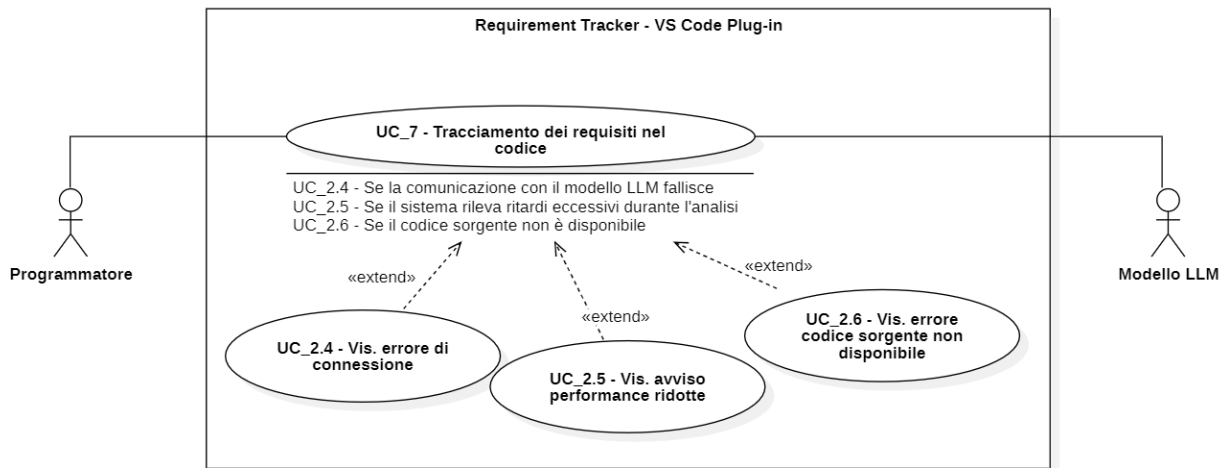 Requirement Tracker - VS Code Plug-in
UC_7 - Tracciamento dei requisiti nel
codice
UC_2.4 - Se la comunicazione con il modello LLM fallisce
UC_2.5 - Se il sistema rileva ritardi eccessivi durante l'analisi
UC_2.6 - Se il codice sorgente non è disponibile
Programmatore
Modello LLM
«extend»
«extend»
«extend»
UC_2.4 - Vis. errore di
connessione
UC_2.5 - Vis. avviso
performance ridotte
UC_2.6 - Vis. errore
codice sorgente non
disponibile